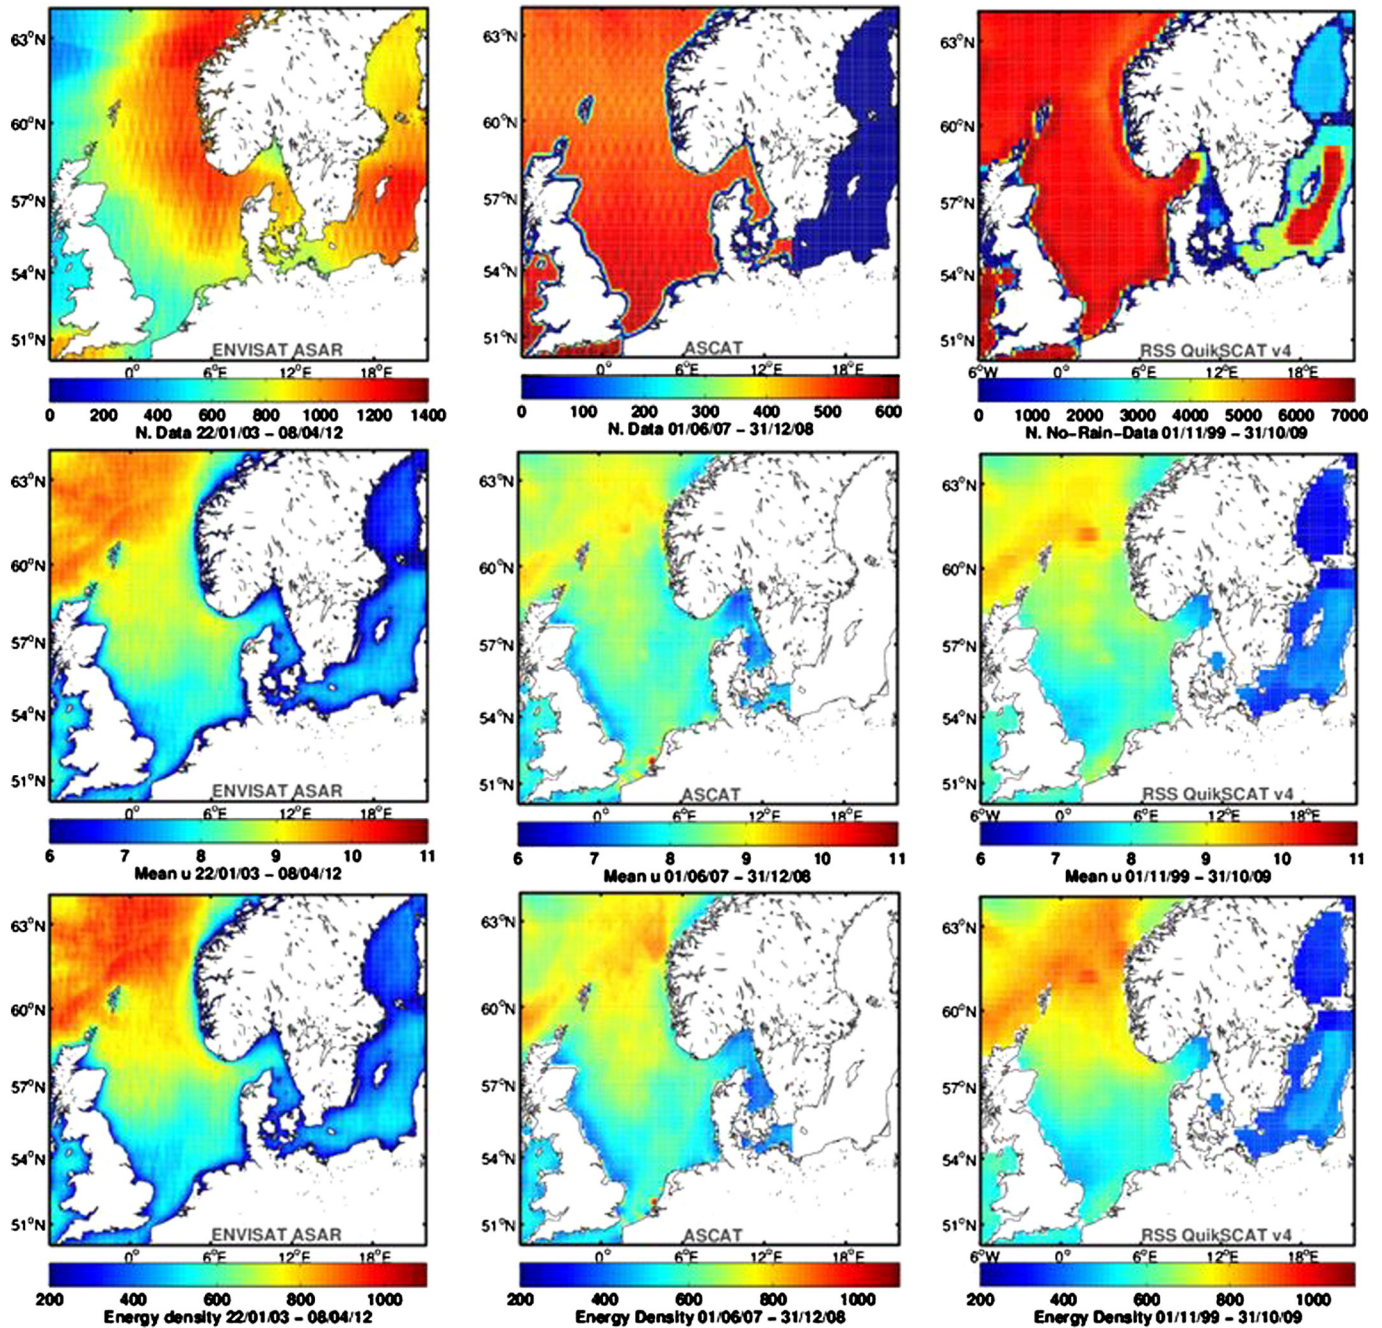 63°N
60°N
57°N
54°N
51°N
ENVISAT ASAR
0° 6°E 12°E 18°E
0 200 400 600 800 1000 1200 1400
N. Data 22/01/03 – 08/04/12
63°N
60°N
57°N
54°N
51°N
ASCAT
0° 6°E 12°E 18°E
0 100 200 300 400 500 600
N. Data 01/06/07 – 31/12/08
63°N
60°N
57°N
54°N
51°N
RSS QuikSCAT v4
6°W 0° 6°E 12°E 18°E
0 1000 2000 3000 4000 5000 6000 7000
N. No–Rain–Data 01/11/99 – 31/10/09
63°N
60°N
57°N
54°N
51°N
ENVISAT ASAR
0° 6°E 12°E 18°E
6 7 8 9 10 11
Mean u 22/01/03 – 08/04/12
63°N
60°N
57°N
54°N
51°N
ASCAT
0° 6°E 12°E 18°E
6 7 8 9 10 11
Mean u 01/06/07 – 31/12/08
63°N
60°N
57°N
54°N
51°N
RSS QuikSCAT v4
6°W 0° 6°E 12°E 18°E
6 7 8 9 10 11
Mean u 01/11/99 – 31/10/09
63°N
60°N
57°N
54°N
51°N
ENVISAT ASAR
0° 6°E 12°E 18°E
200 400 600 800 1000
Energy density 22/01/03 – 08/04/12
63°N
60°N
57°N
54°N
51°N
ASCAT
0° 6°E 12°E 18°E
200 400 600 800 1000
Energy Density 01/06/07 – 31/12/08
63°N
60°N
57°N
54°N
51°N
RSS QuikSCAT v4
6°W 0° 6°E 12°E 18°E
200 400 600 800 1000
Energy Density 01/11/99 – 31/10/09